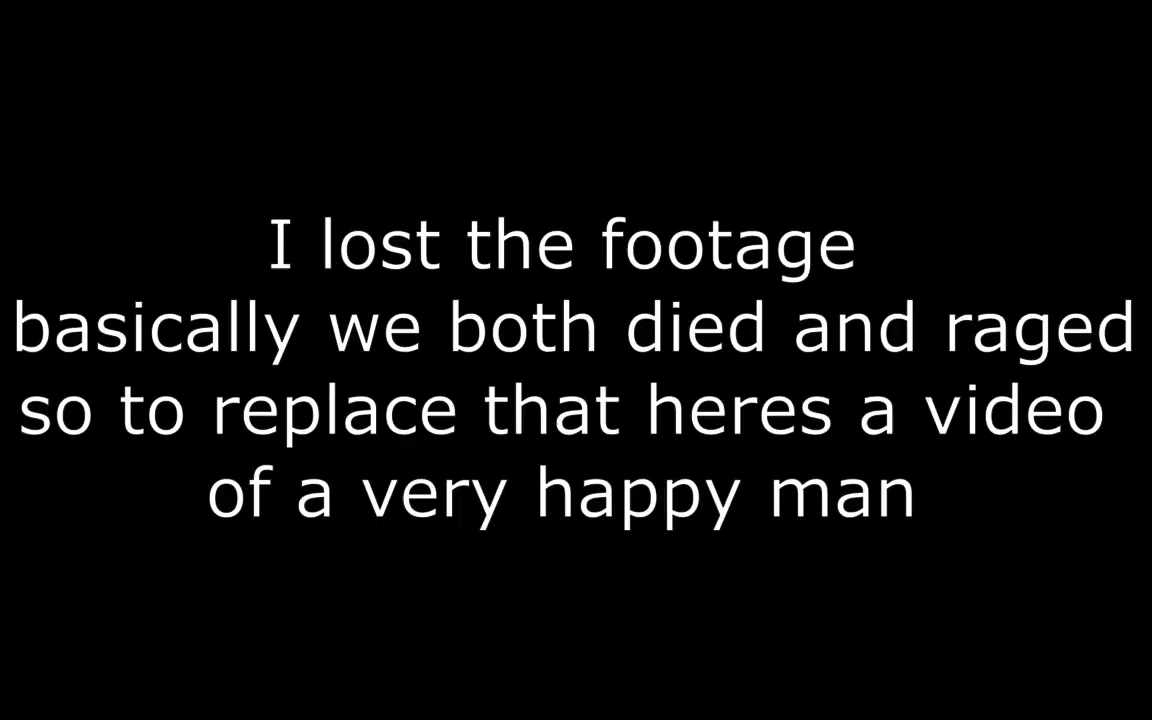 I lost the footage
basically we both died and raged
so to replace that heres a video
of a very happy man